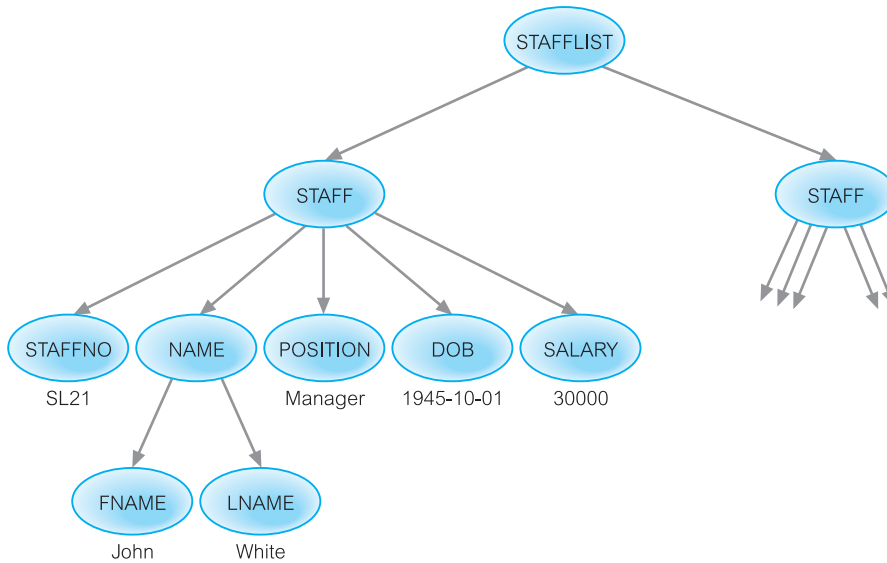 STAFFLIST
STAFF
STAFF
STAFFNO
NAME
POSITION
DOB
SALARY
SL21
Manager
1945-10-01
30000
FNAME
LNAME
John
White